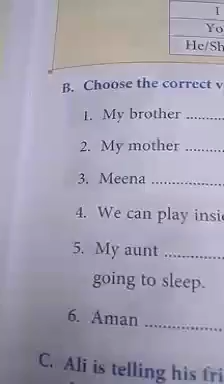 I
Yo
He/Sh
B. Choose the correct v
1. My brother ..........
2. My mother ..........
3. Meena ..................
4. We can play insi
5. My aunt ................
going to sleep.
6. Aman ....................
C. Ali is telling his fri